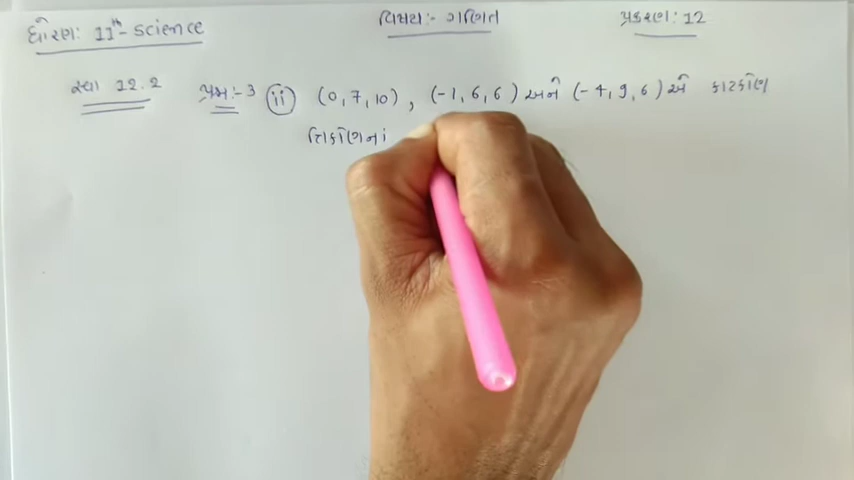 ધોરણ: 11th - science વિષય:- ગણિત પ્રકરણ: 12
સ્વા 12.2 પ્રશ્ન:-3 (ii) (0,7,10), (-1,6,6) અને (-4,9,6) એ કાટકોણ
ત્રિકોણનાં